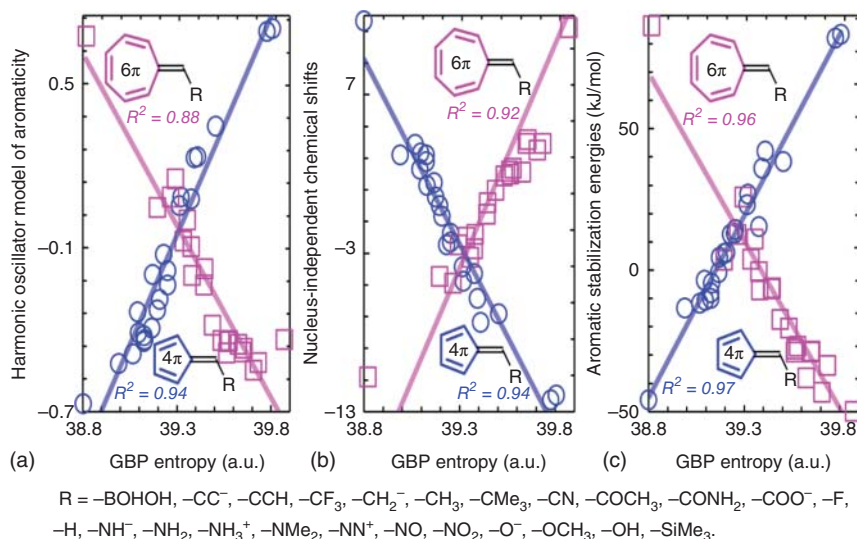 Harmonic oscillator model of aromaticity
0.5
−0.1
−0.7
38.8 39.3 39.8
6π
R
R² = 0.88
4π
R
R² = 0.94
(a) GBP entropy (a.u.)
Nucleus-independent chemical shifts
7
−3
−13
38.8 39.3 39.8
6π
R
R² = 0.92
4π
R
R² = 0.94
(b) GBP entropy (a.u.)
Aromatic stabilization energies (kJ/mol)
50
0
−50
38.8 39.3 39.8
6π
R
R² = 0.96
4π
R
R² = 0.97
(c) GBP entropy (a.u.)
R = −BOHOH, −CC⁻, −CCH, −CF₃, −CH₂⁻, −CH₃, −CMe₃, −CN, −COCH₃, −CONH₂, −COO⁻, −F,
−H, −NH⁻, −NH₂, −NH₃⁺, −NMe₂, −NN⁺, −NO, −NO₂, −O⁻, −OCH₃, −OH, −SiMe₃.